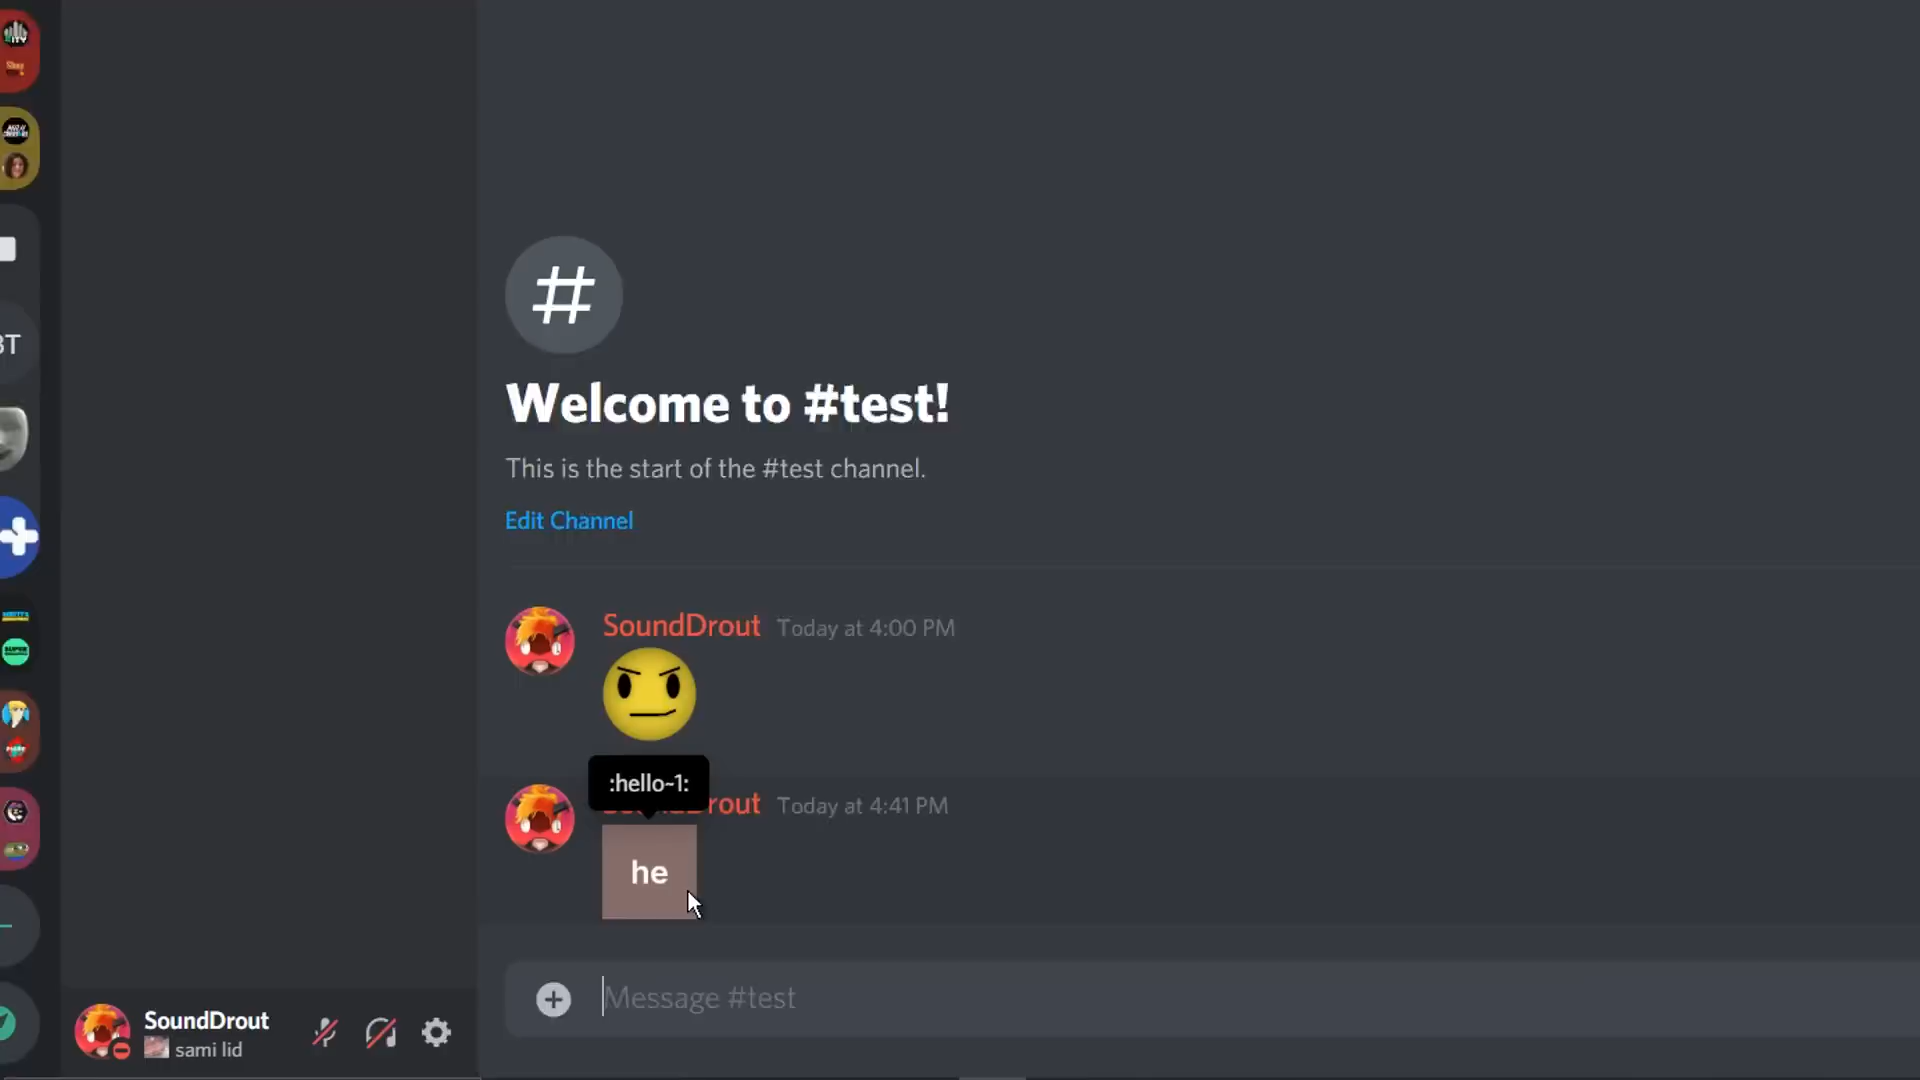 BT
#
Welcome to #test!
This is the start of the #test channel.
Edit Channel
SoundDrout Today at 4:00 PM
:hello~1:
rout Today at 4:41 PM
he
Message #test
SoundDrout
sami lid